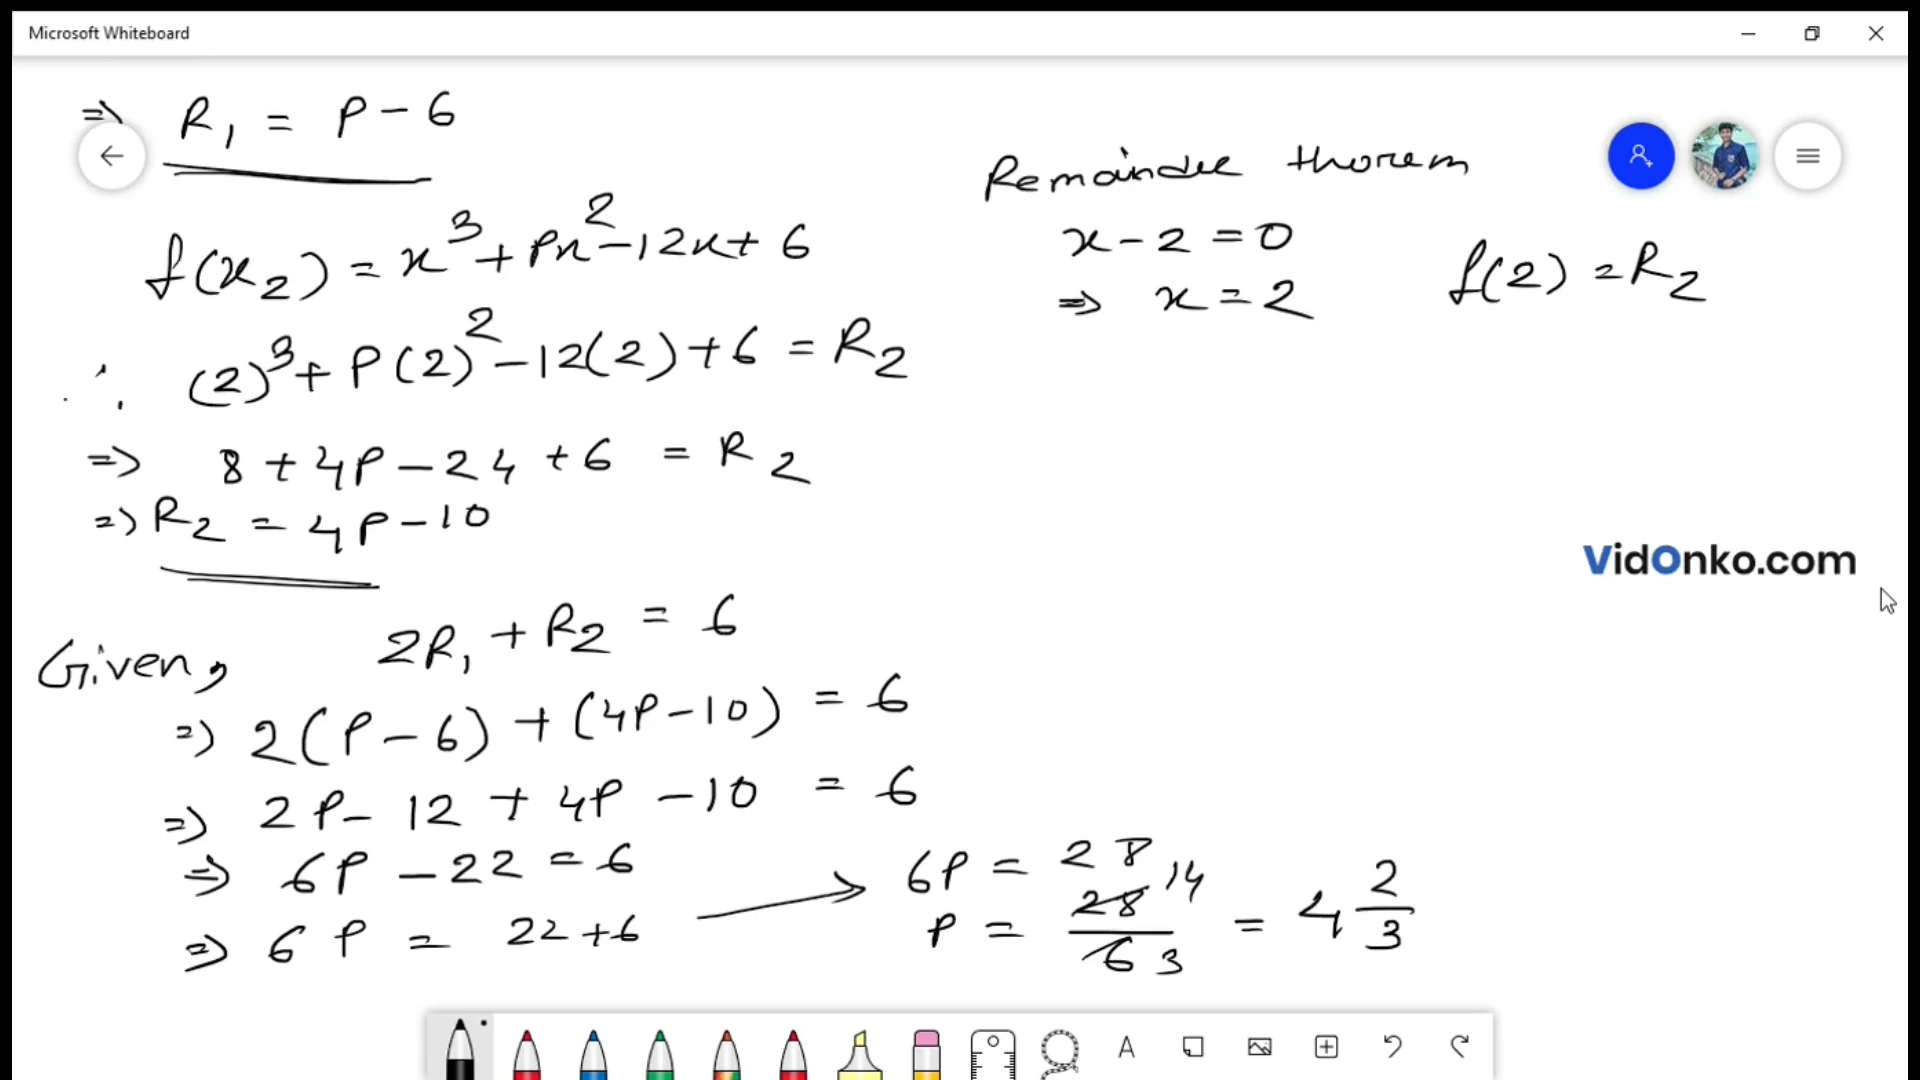 Microsoft Whiteboard
=> R₁ = P - 6
f(x₂) = x³ + Px² - 12x + 6
∴ (2)³ + P(2)² - 12(2) + 6 = R₂
=> 8 + 4P - 24 + 6 = R₂
=> R₂ = 4P - 10
Given, 2R₁ + R₂ = 6
=> 2(P - 6) + (4P - 10) = 6
=> 2P - 12 + 4P - 10 = 6
=> 6P - 22 = 6
=> 6P = 22 + 6
6P = 28
P = 28/6 14/3 = 4 2/3
Remainder thorem
x - 2 = 0
=> x = 2
f(2) = R₂
VidOnko.com
A